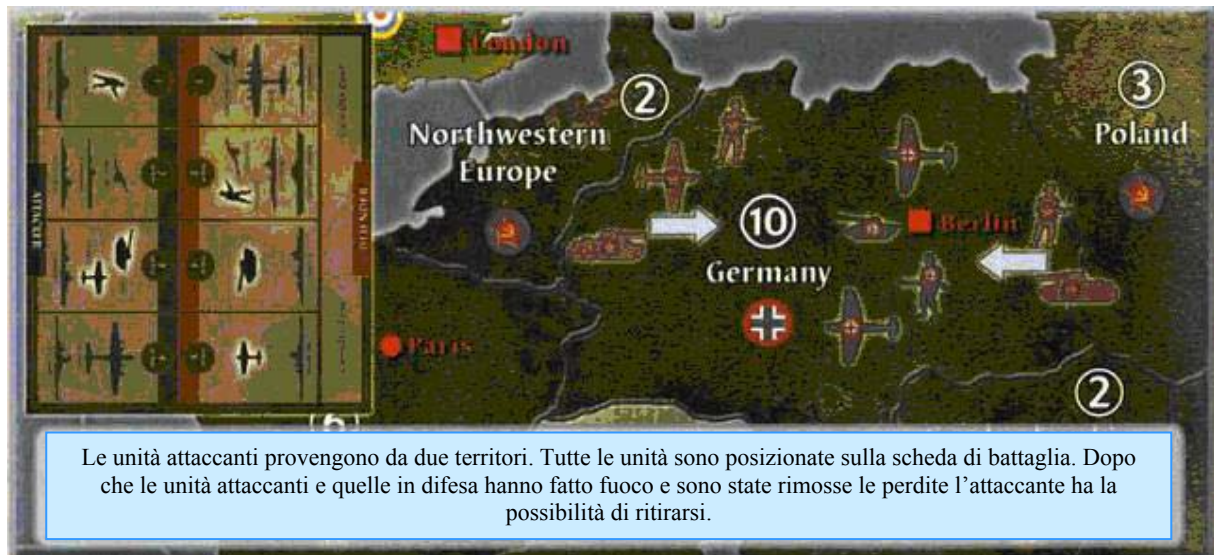 London
2
3
Northwestern
Europe
Poland
10
Berlin
Germany
Paris
2
6
ATTACCO
Le unità attaccanti provengono da due territori. Tutte le unità sono posizionate sulla scheda di battaglia. Dopo
che le unità attaccanti e quelle in difesa hanno fatto fuoco e sono state rimosse le perdite l’attaccante ha la
possibilità di ritirarsi.